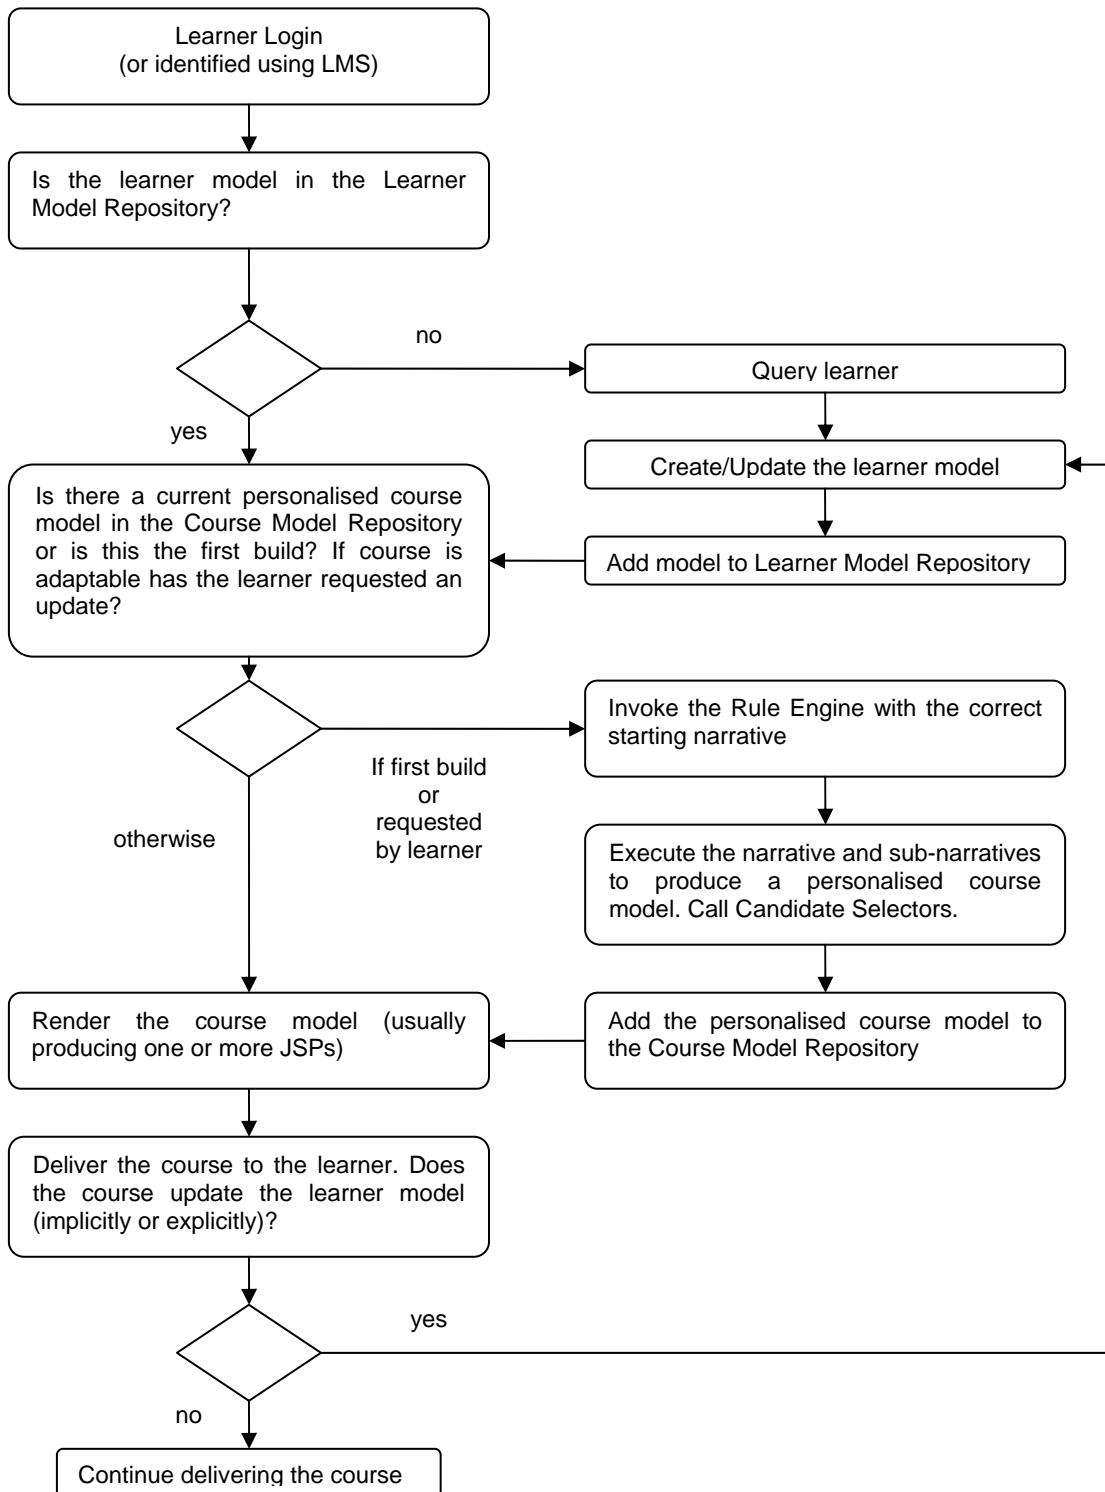 Learner Login
(or identified using LMS)
Is the learner model in the Learner
Model Repository?
no
Query learner
yes
Create/Update the learner model
Is there a current personalised course
model in the Course Model Repository
or is this the first build? If course is
adaptable has the learner requested an
update?
Add model to Learner Model Repository
Invoke the Rule Engine with the correct
starting narrative
If first build
or
requested
by learner
otherwise
Execute the narrative and sub-narratives
to produce a personalised course
model. Call Candidate Selectors.
Render the course model (usually
producing one or more JSPs)
Add the personalised course model to
the Course Model Repository
Deliver the course to the learner. Does
the course update the learner model
(implicitly or explicitly)?
yes
no
Continue delivering the course